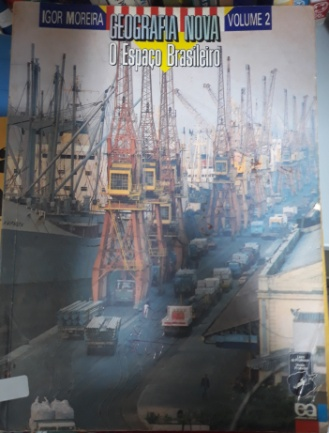 IGOR MOREIRA
GEOGRAFIA NOVA
VOLUME 2
O Espaço Brasileiro